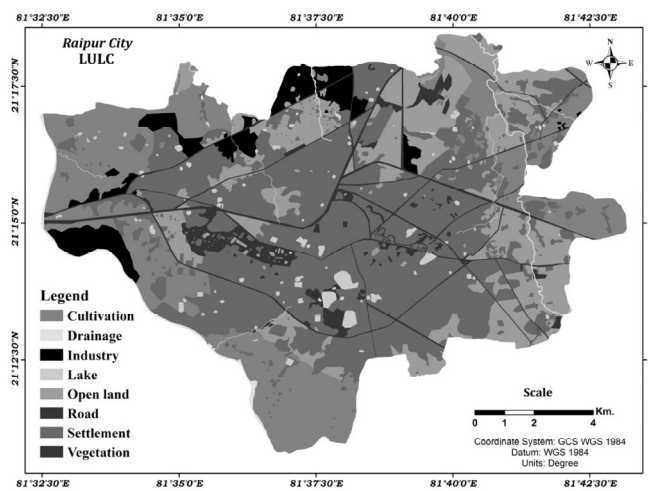 81°32'30"E 81°35'0"E 81°37'30"E 81°40'0"E 81°42'30"E
Raipur City
LULC
N
W E
S
21°17'30"N
21°17'30"N
21°15'0"N
21°15'0"N
21°12'30"N
21°12'30"N
Legend
Cultivation
Drainage
Industry
Lake
Open land
Road
Settlement
Vegetation
Scale
0 1 2 4 Km.
Coordinate System: GCS WGS 1984
Datum: WGS 1984
Units: Degree
81°32'30"E 81°35'0"E 81°37'30"E 81°40'0"E 81°42'30"E